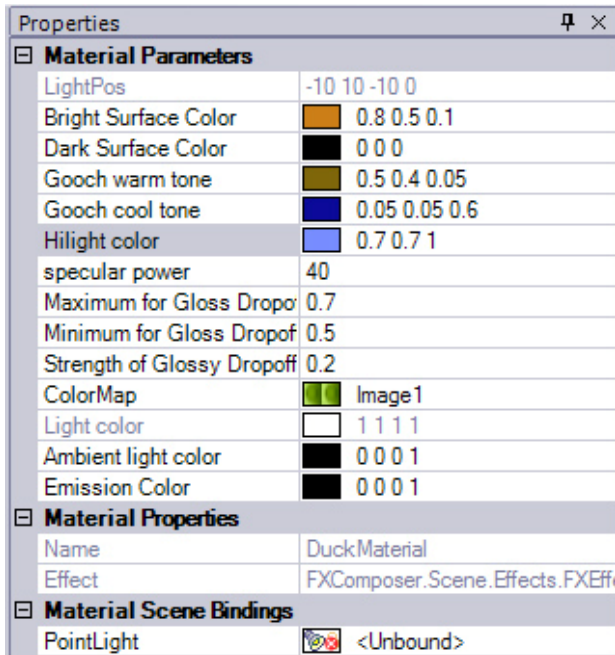 Properties
Material Parameters
LightPos -10 10 -10 0
Bright Surface Color 0.8 0.5 0.1
Dark Surface Color 0 0 0
Gooch warm tone 0.5 0.4 0.05
Gooch cool tone 0.05 0.05 0.6
Hilight color 0.7 0.7 1
specular power 40
Maximum for Gloss Dropo 0.7
Minimum for Gloss Dropof 0.5
Strength of Glossy Dropoff 0.2
ColorMap Image1
Light color 1 1 1 1
Ambient light color 0 0 0 1
Emission Color 0 0 0 1
Material Properties
Name DuckMaterial
Effect FXComposer.Scene.Effects.FXEffe
Material Scene Bindings
PointLight <Unbound>